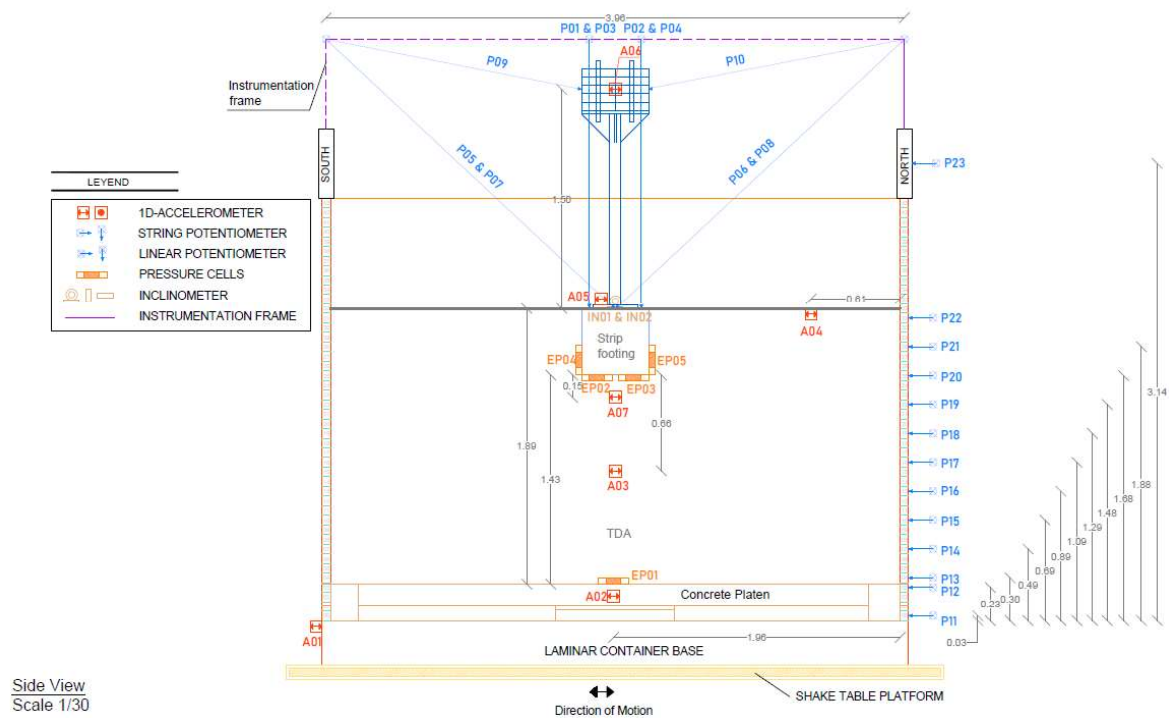 3.96
P01 & P03 P02 & P04
A06
P09
P10
Instrumentation
frame
P05 & P07
P06 & P08
SOUTH
NORTH
P23
LEYEND
1D-ACCELEROMETER
STRING POTENTIOMETER
LINEAR POTENTIOMETER
PRESSURE CELLS
INCLINOMETER
INSTRUMENTATION FRAME
1.50
A05
0.61
IN01 & IN02
A04
P22
Strip
footing
P21
EP04
EP05
P20
EP02
EP03
0.15
A07
P19
3.14
0.66
P18
1.89
1.43
P17
A03
P16
1.88
1.68
1.48
1.29
1.09
0.89
0.69
0.49
0.30
0.23
P15
TDA
P14
EP01
P13
P12
A02
Concrete Platen
P11
A01
1.96
0.03
LAMINAR CONTAINER BASE
Side View
Scale 1/30
SHAKE TABLE PLATFORM
Direction of Motion